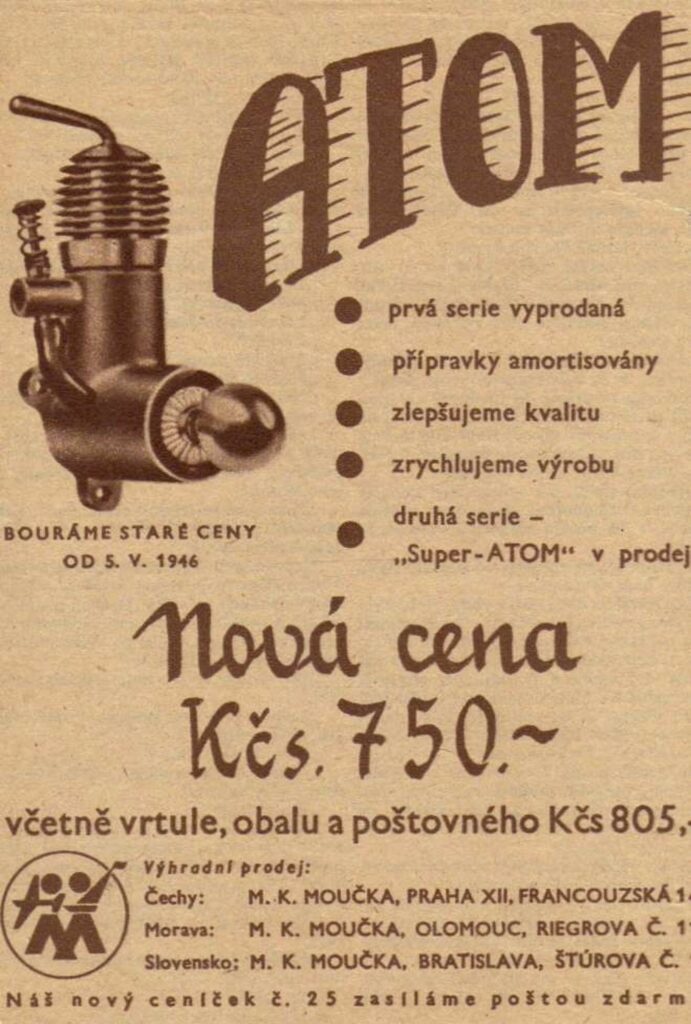 ATOM
prvá serie vyprodaná
přípravky amortisovány
zlepšujeme kvalitu
zrychlujeme výrobu
druhá serie –
„Super-ATOM“ v prodej
BOURÁME STARÉ CENY
OD 5. V. 1946
Nová cena
Kčs. 750.~
včetně vrtule, obalu a poštovného Kčs 805,-
Výhradní prodej:
Čechy: M. K. MOUČKA, PRAHA XII, FRANCOUZSKÁ
Morava: M. K. MOUČKA, OLOMOUC, RIEGROVA Č.
Slovensko: M. K. MOUČKA, BRATISLAVA, ŠTÚROVA Č.
Náš nový ceníček č. 25 zasíláme poštou zdarm